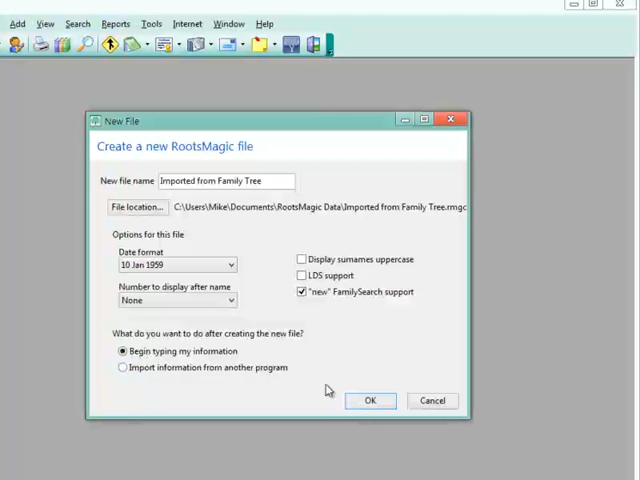 Add View Search Reports Tools Internet Window Help
New File
Create a new RootsMagic file
New file name Imported from Family Tree
File location... C:\Users\Mike\Documents\RootsMagic Data\Imported from Family Tree.rmgc
Options for this file
Date format
10 Jan 1959
Display surnames uppercase
LDS support
Number to display after name
"new" FamilySearch support
None
What do you want to do after creating the new file?
Begin typing my information
Import information from another program
OK Cancel